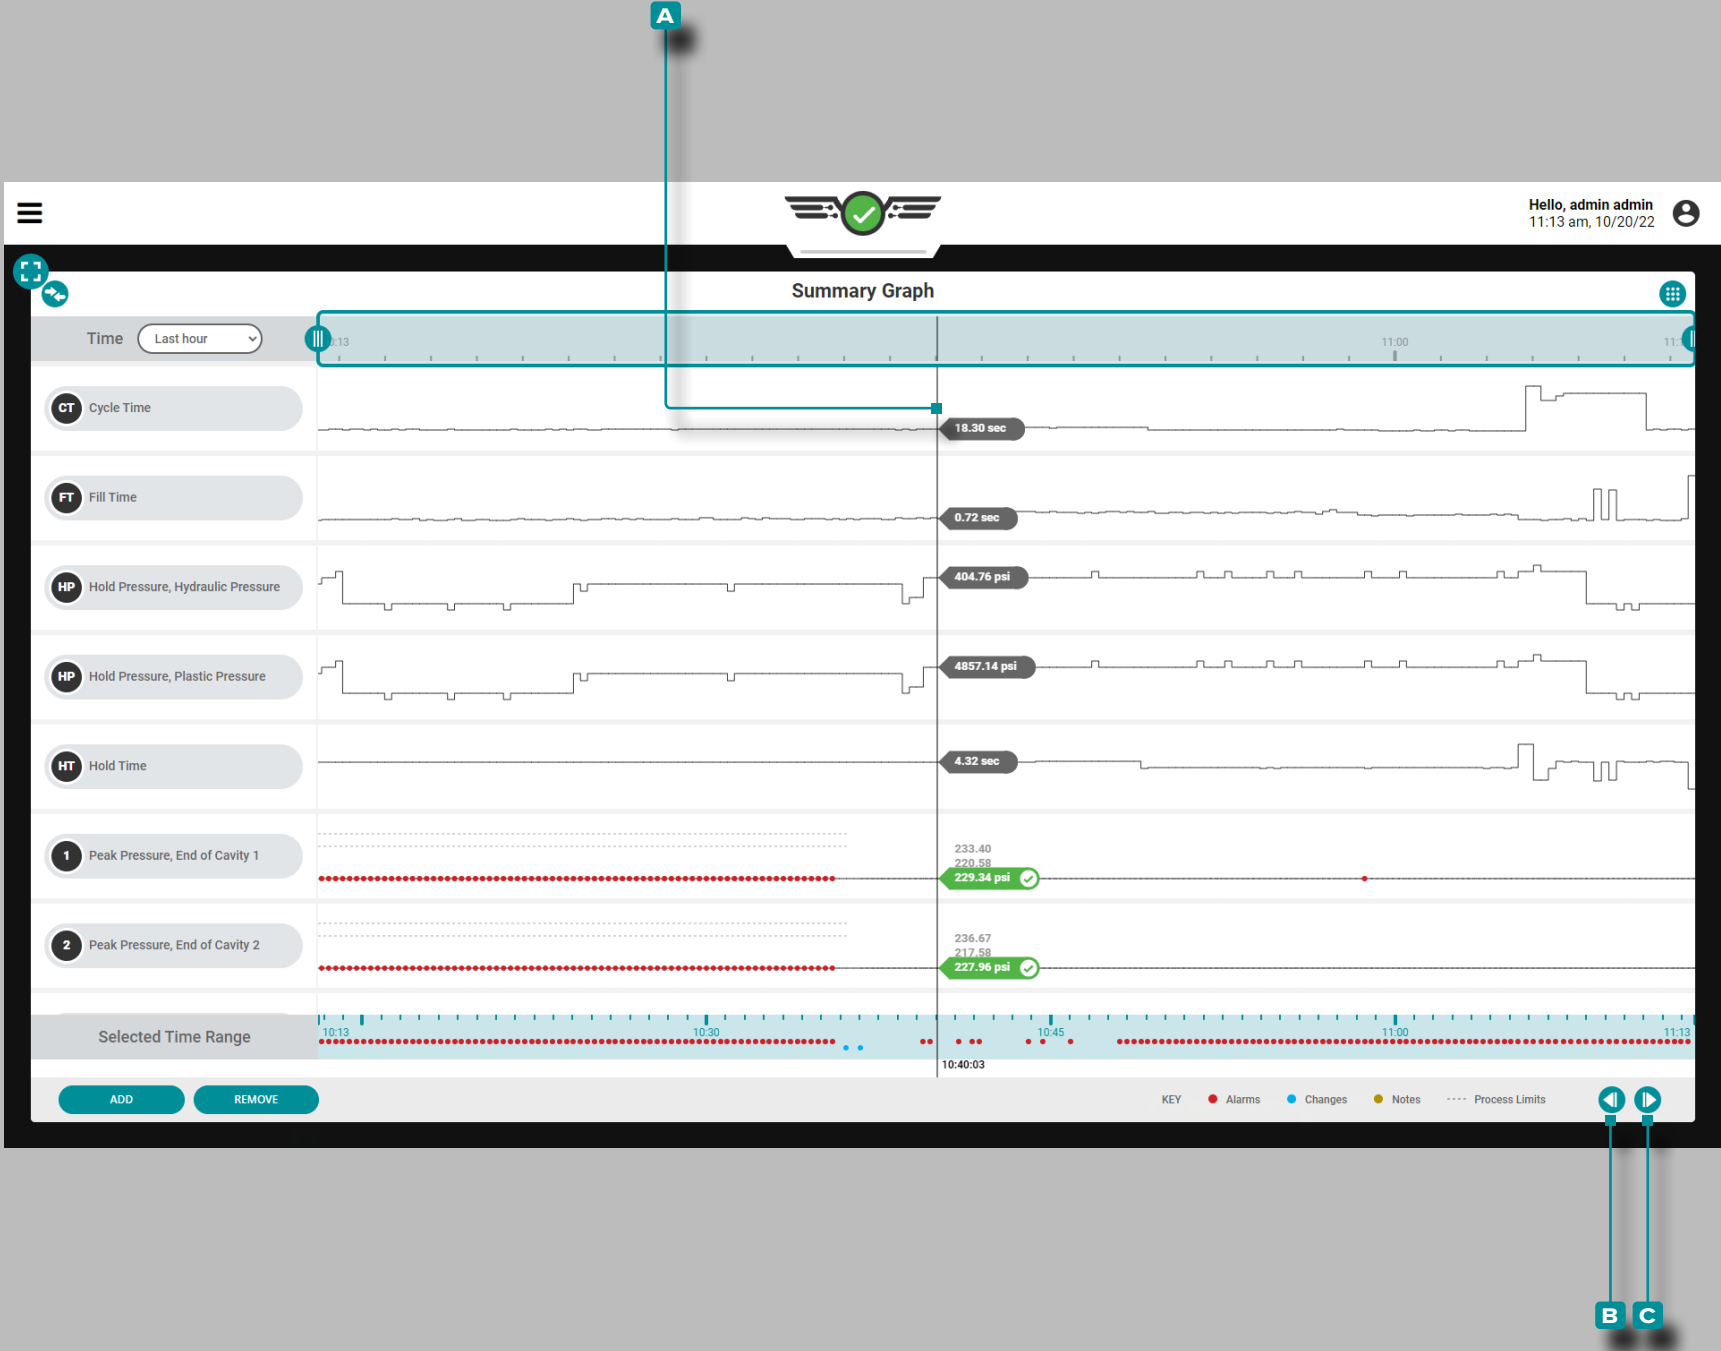 A
Hello, admin admin
11:13 am, 10/20/22
Summary Graph
Time
Last hour
:13
11:00
11:1
CT
Cycle Time
18.30 sec
FT
Fill Time
0.72 sec
HP
Hold Pressure, Hydraulic Pressure
404.76 psi
HP
Hold Pressure, Plastic Pressure
4857.14 psi
HT
Hold Time
4.32 sec
1
Peak Pressure, End of Cavity 1
233.40
220.58
229.34 psi
2
Peak Pressure, End of Cavity 2
236.67
217.58
227.96 psi
Selected Time Range
10:13
10:30
10:45
11:00
11:13
10:40:03
ADD
REMOVE
KEY
Alarms
Changes
Notes
Process Limits
B
C